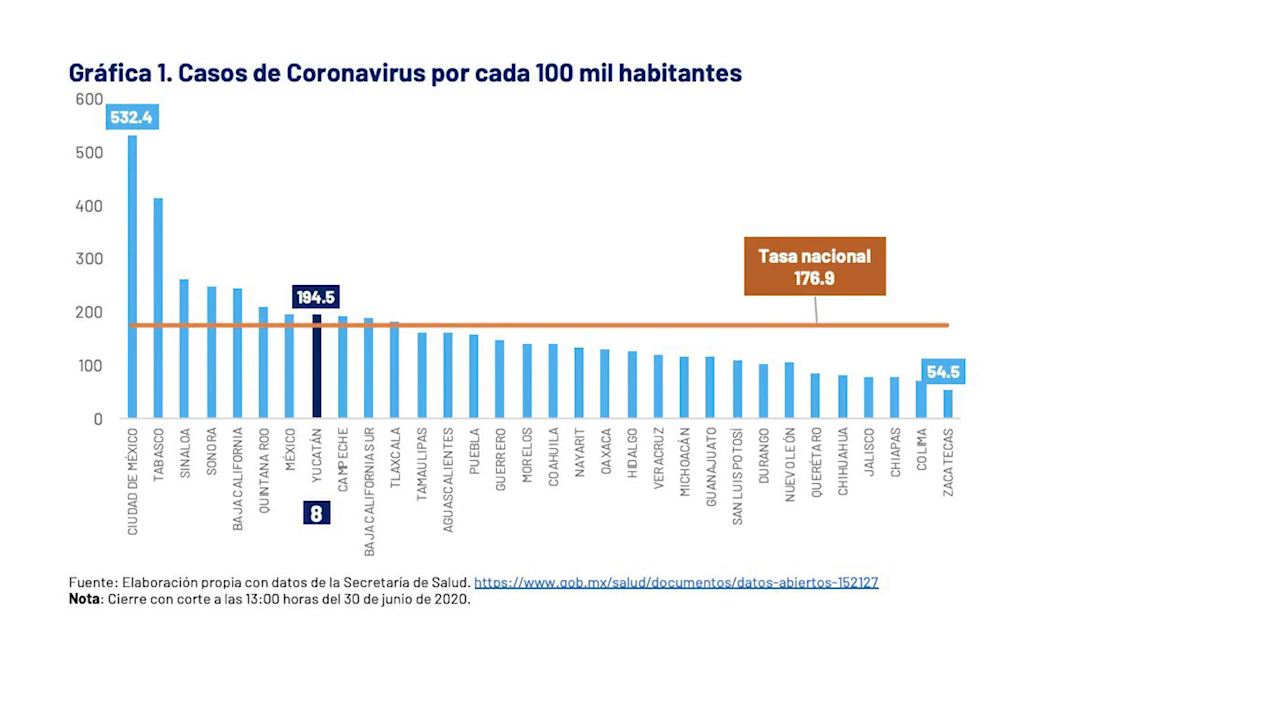 Gráfica 1. Casos de Coronavirus por cada 100 mil habitantes
600
500
400
300
200
100
0
532.4
194.5
Tasa nacional
176.9
54.5
CIUDAD DE MÉXICO
TABASCO
SINALOA
SONORA
BAJA CALIFORNIA
QUINTANA ROO
MÉXICO
YUCATÁN
CAMPECHE
BAJA CALIFORNIA SUR
TLAXCALA
TAMAULIPAS
AGUASCALIENTES
PUEBLA
GUERRERO
MORELOS
COAHUILA
NAYARIT
OAXACA
HIDALGO
VERACRUZ
MICHOACÁN
GUANAJUATO
SAN LUIS POTOSÍ
DURANGO
NUEVO LEÓN
QUERÉTARO
CHIHUAHUA
JALISCO
CHIAPAS
COLIMA
ZACATECAS
8
Fuente: Elaboración propia con datos de la Secretaría de Salud. https://www.gob.mx/salud/documentos/datos-abiertos-152127
Nota: Cierre con corte a las 13:00 horas del 30 de junio de 2020.